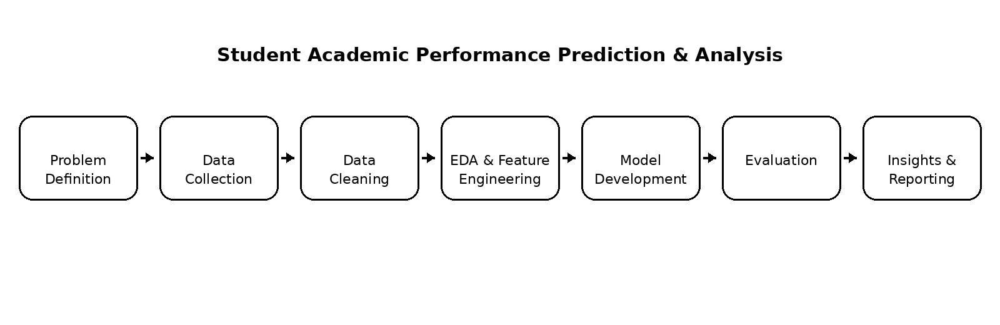 Student Academic Performance Prediction & Analysis
Problem
Definition
Data
Collection
Data
Cleaning
EDA & Feature
Engineering
Model
Development
Evaluation
Insights &
Reporting